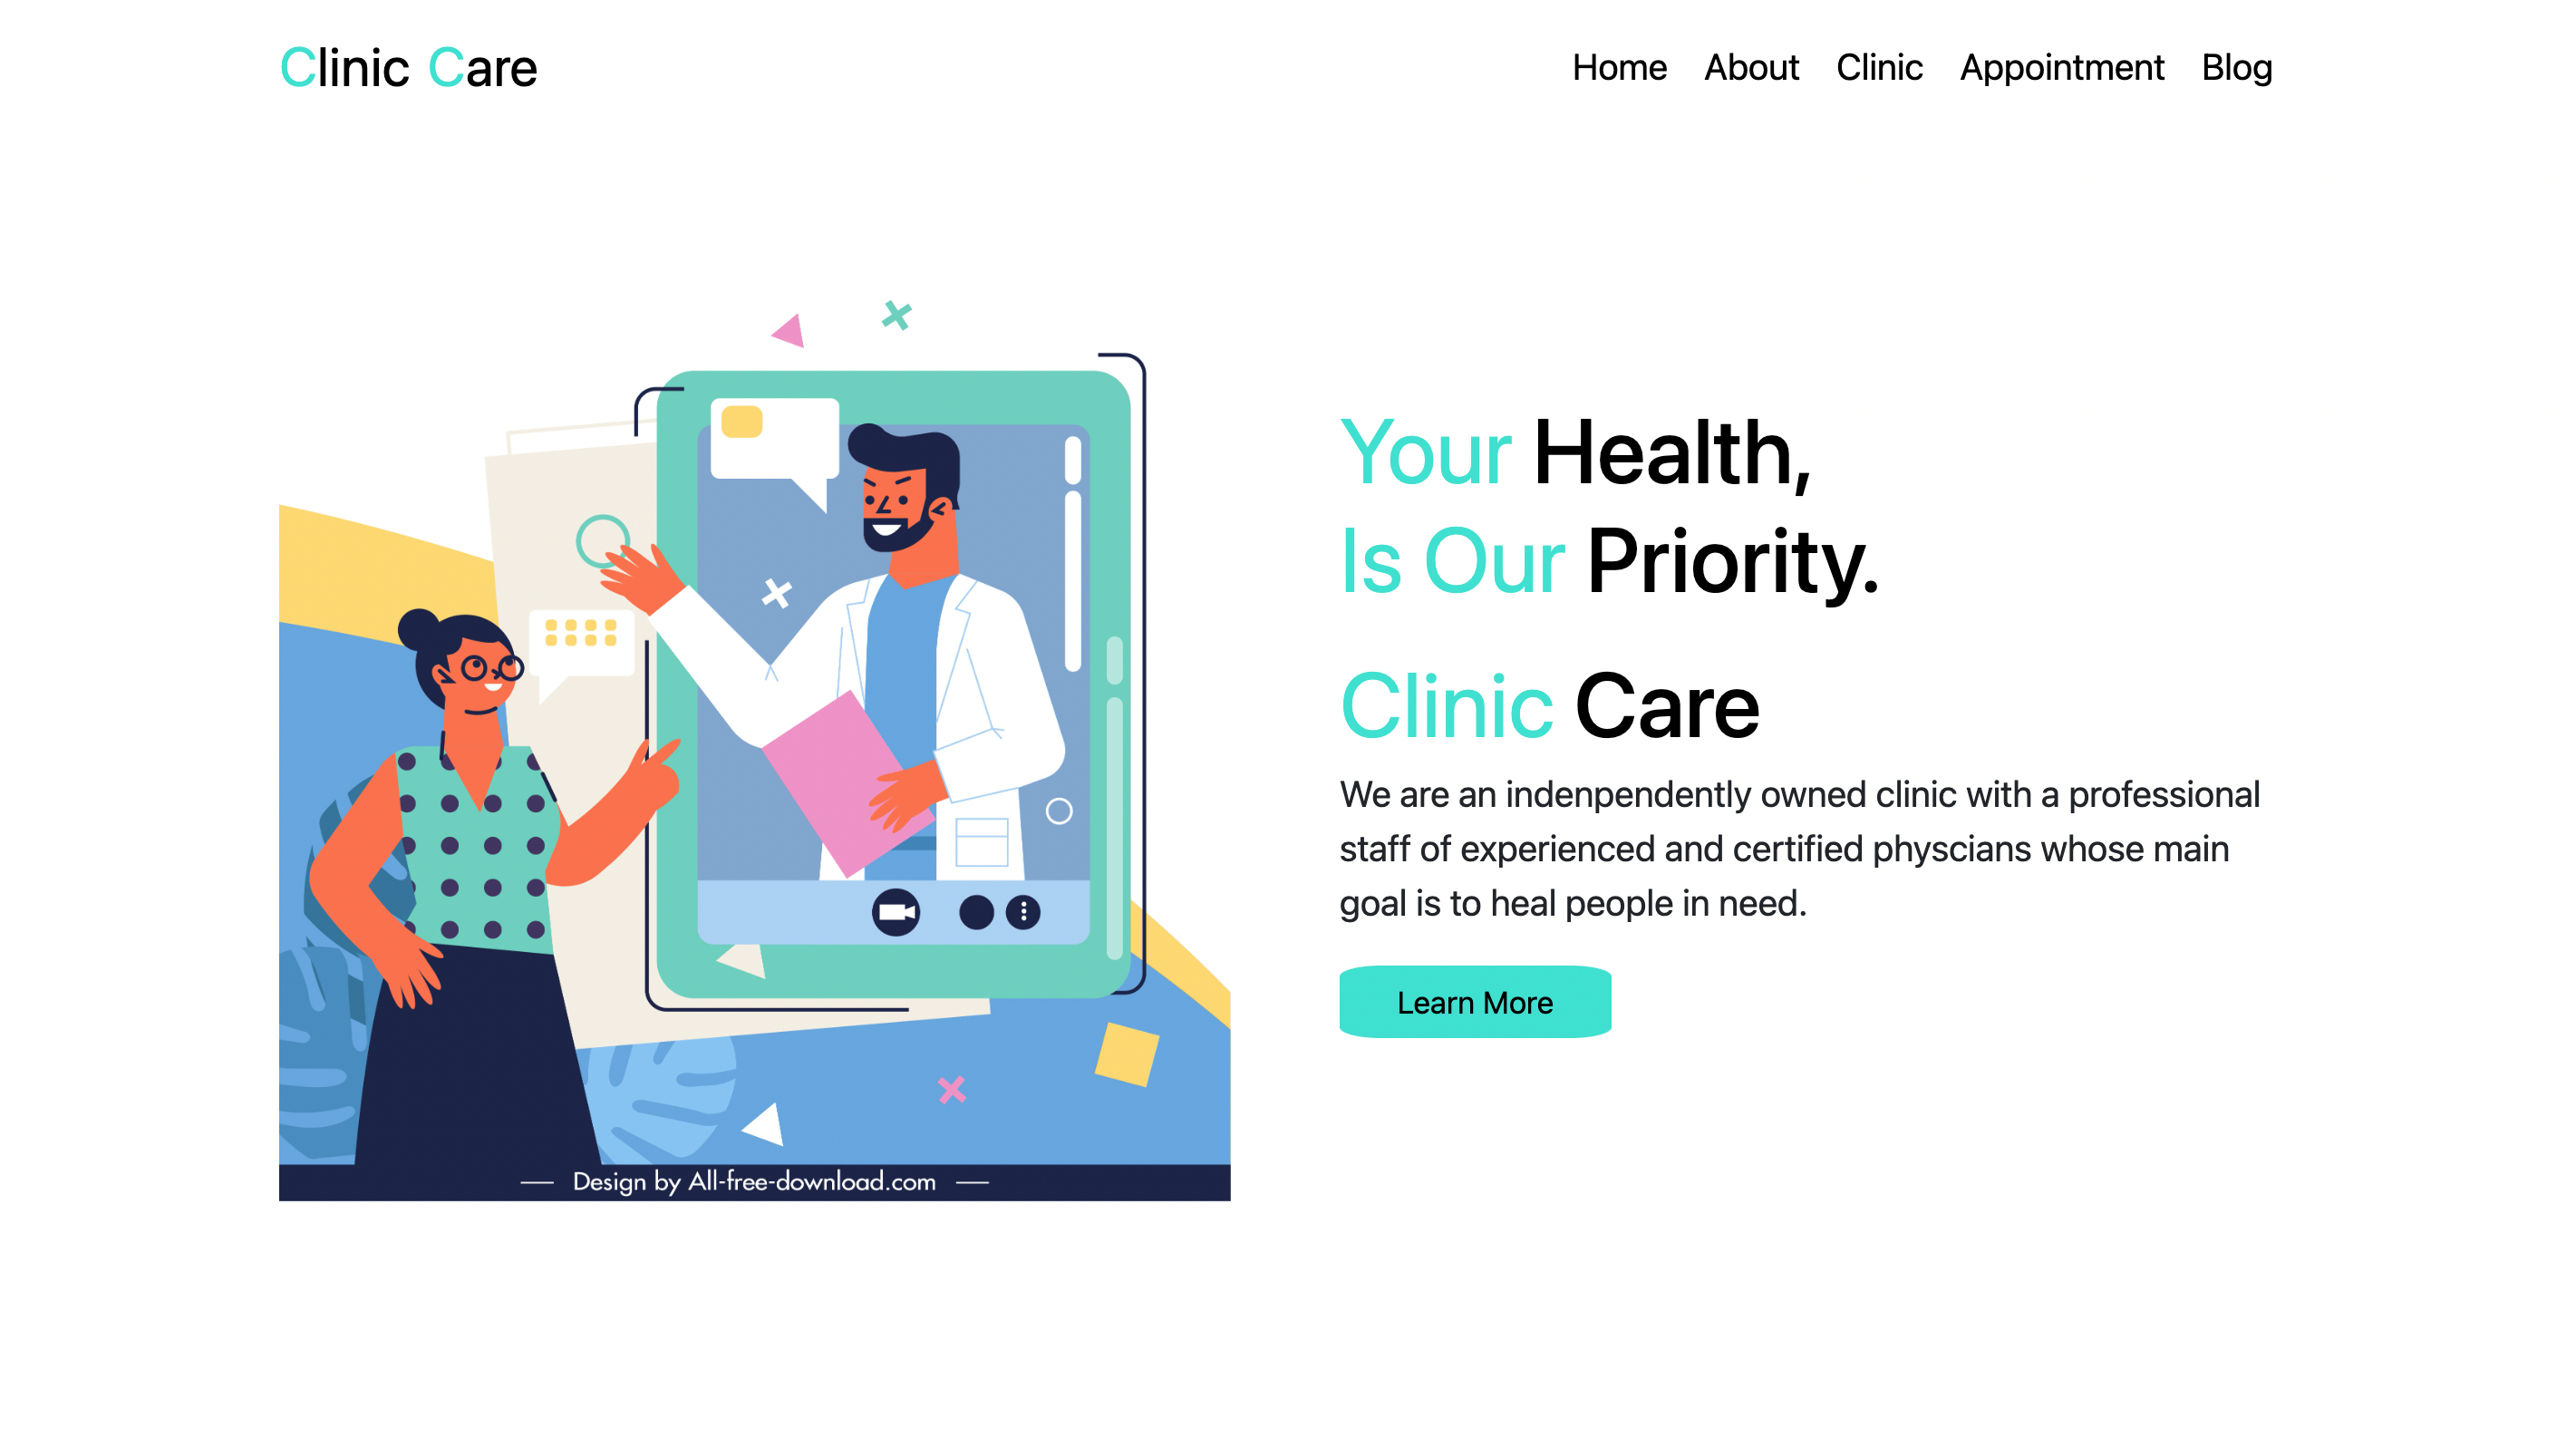 Clinic Care
Home About Clinic Appointment Blog
Your Health,
Is Our Priority.
Clinic Care
We are an indenpendently owned clinic with a professional
staff of experienced and certified physcians whose main
goal is to heal people in need.
Learn More
Design by All-free-download.com